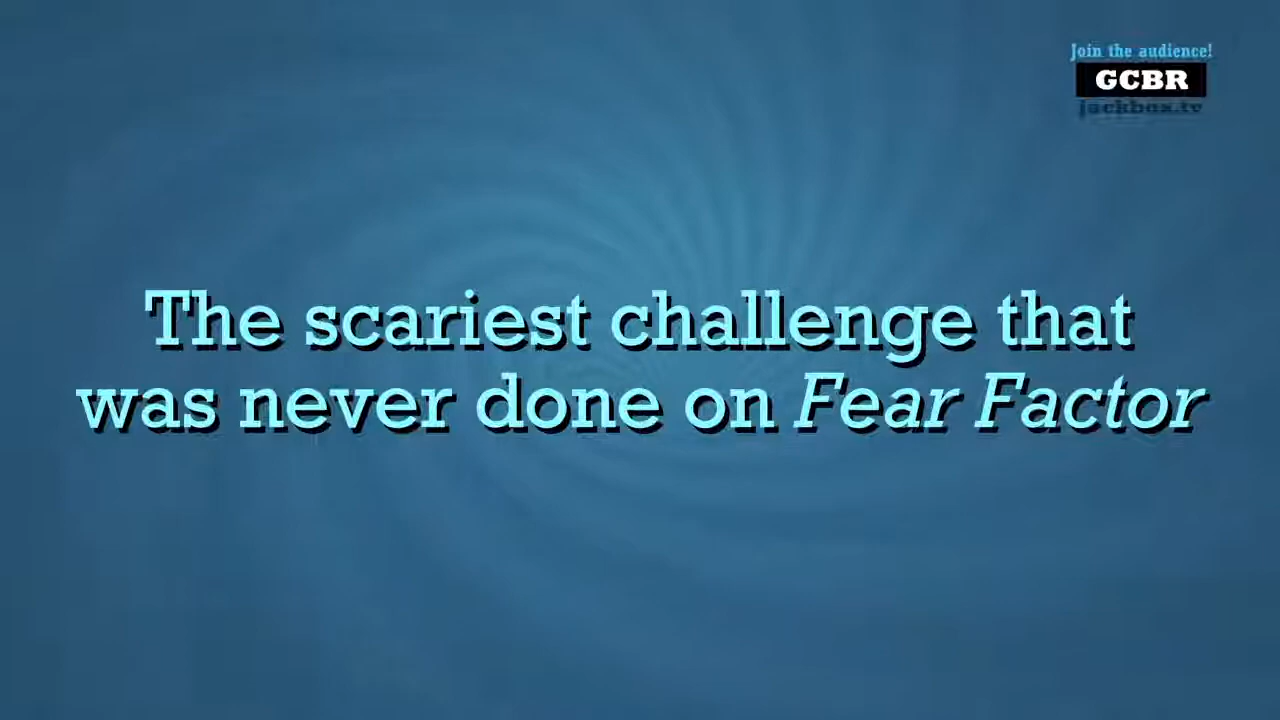 Join the audience!
GCBR
jackbox.tv
The scariest challenge that
was never done on Fear Factor